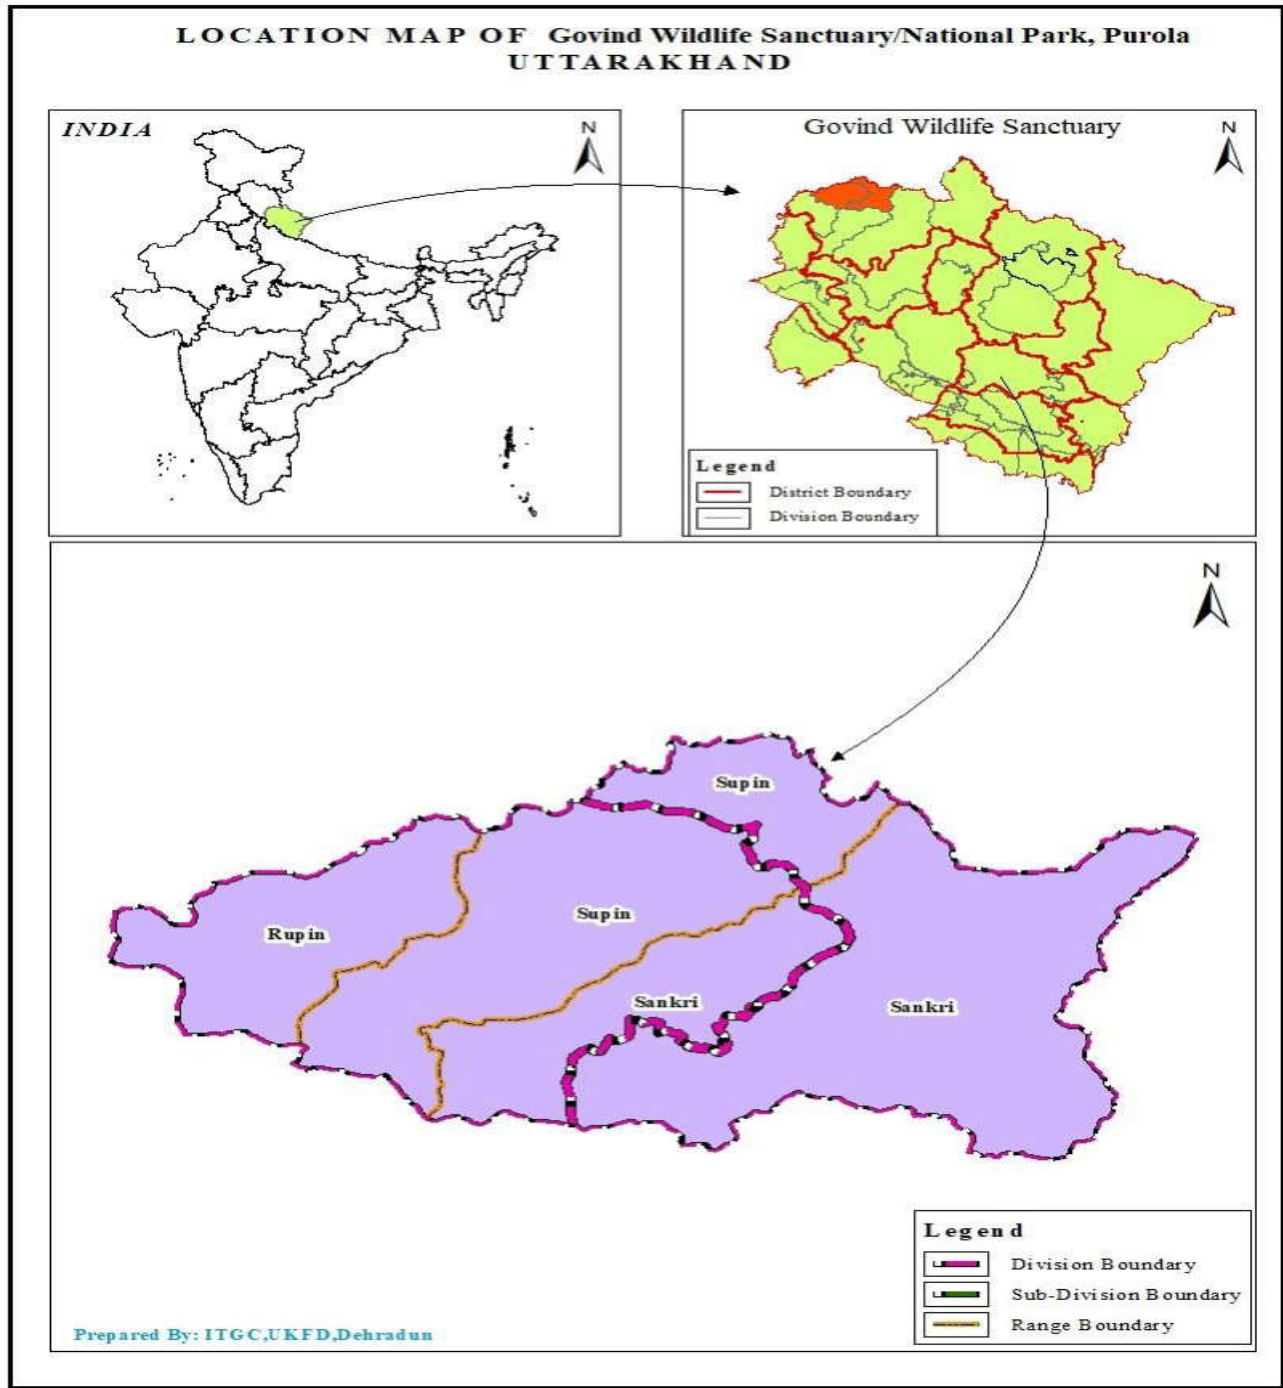 LOCATION MAP OF Govind Wildlife Sanctuary/National Park, Purola
UTTARAKHAND
INDIA
N
Govind Wildlife Sanctuary
N
Legend
District Boundary
Division Boundary
N
Supin
Supin
Rupin
Sankri
Sankri
Legend
Division Boundary
Sub-Division Boundary
Range Boundary
Prepared By: ITGC,UKFD,Dehradun